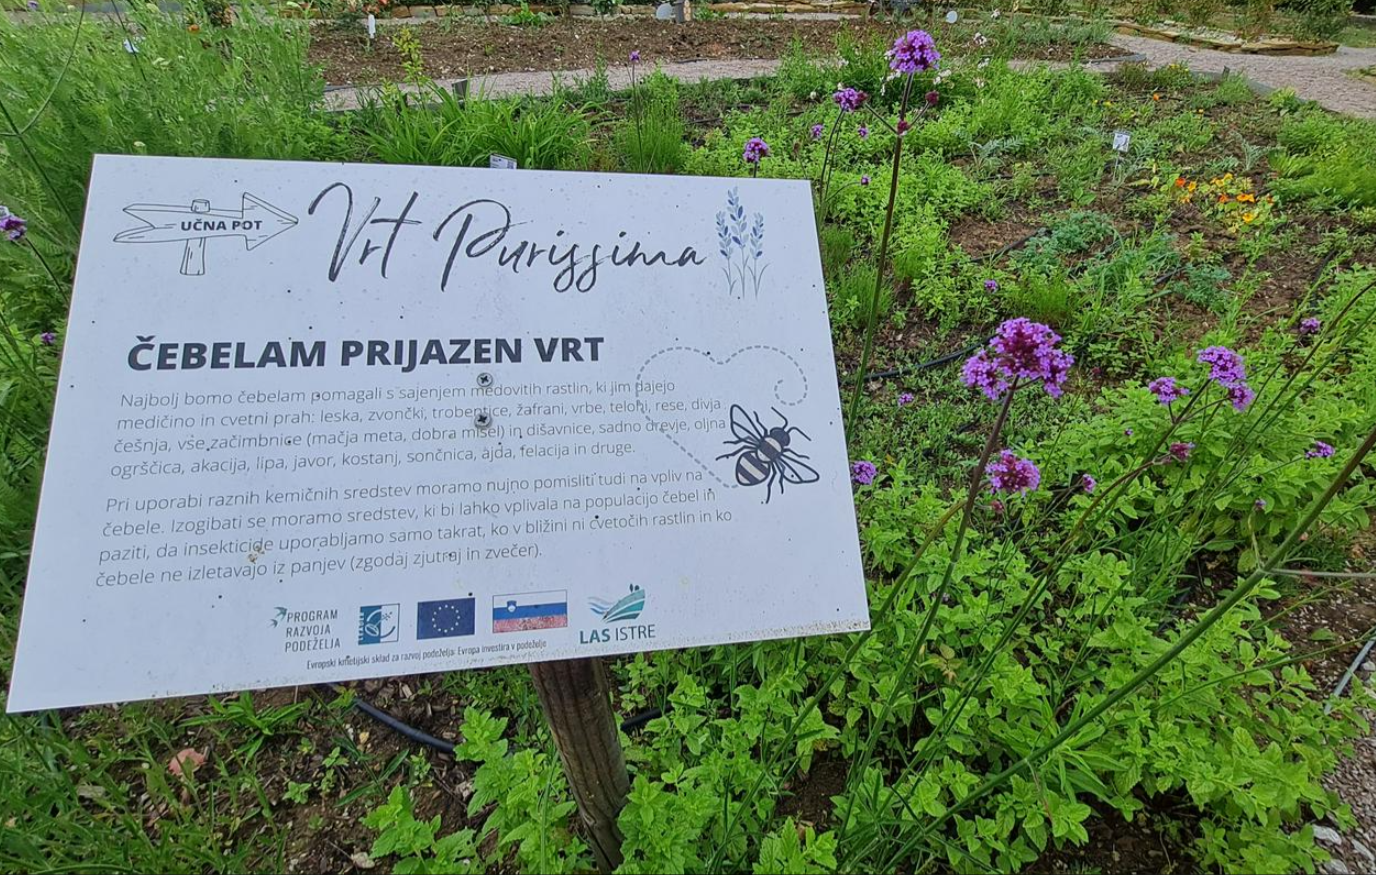 UČNA POT
Vrt Purissima
ČEBELAM PRIJAZEN VRT
Najbolj bomo čebelam pomagali s sajenjem medovitih rastlin, ki jim dajejo
medičino in cvetni prah: leska, zvončki, trobentice, žafrani, vrbe, telohi, rese, divja
češnja, vse začimbnice (mačja meta, dobra misel) in dišavnice, sadno drevje, oljna
ogrščica, akacija, lipa, javor, kostanj, sončnica, ajda, felacija in druge.
Pri uporabi raznih kemičnih sredstev moramo nujno pomisliti tudi na vpliv na
čebele. Izogibati se moramo sredstev, ki bi lahko vplivala na populacijo čebel in
paziti, da insekticide uporabljamo samo takrat, ko v bližini ni cvetočih rastlin in ko
čebele ne izletavajo iz panjev (zgodaj zjutraj in zvečer).
PROGRAM
RAZVOJA
PODEŽELJA
LAS ISTRE
Evropski kmetijski sklad za razvoj podeželja: Evropa investira v podeželje